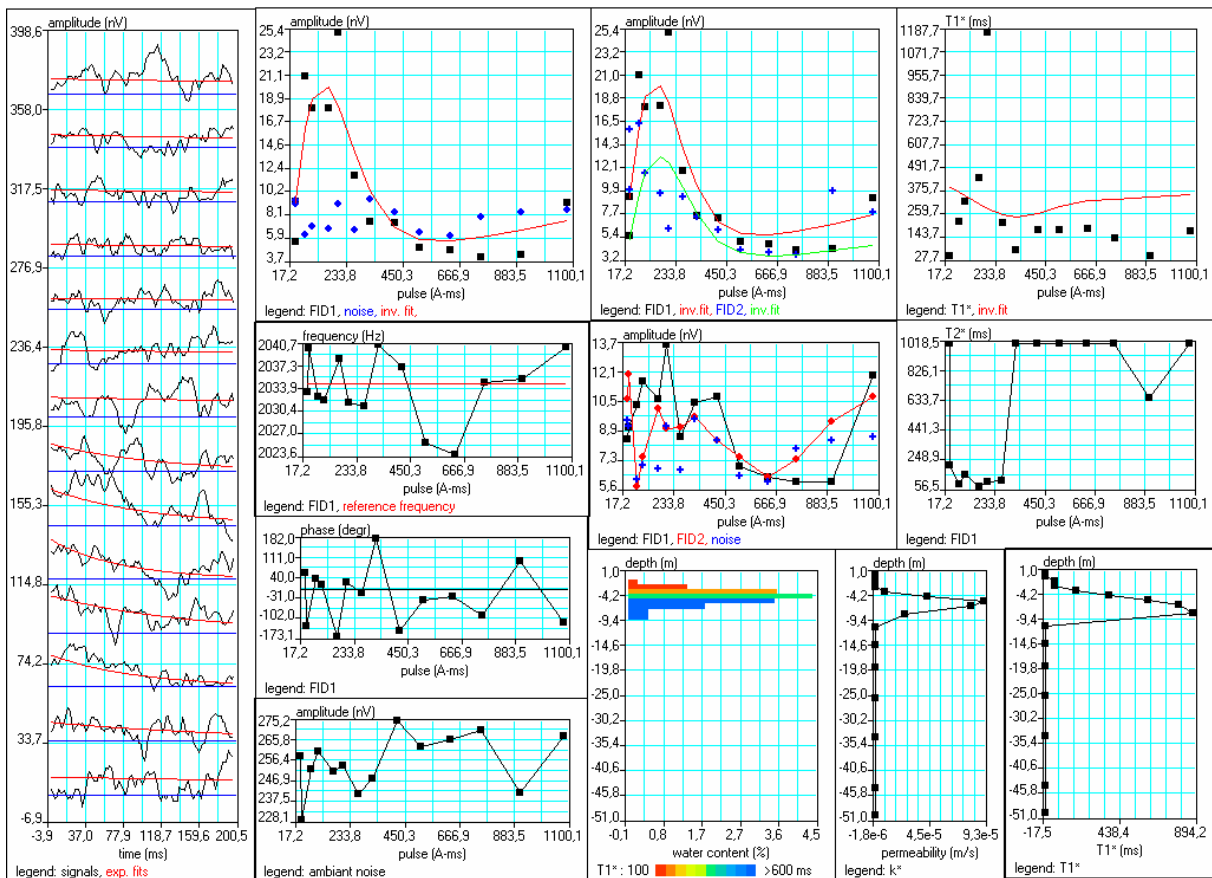 amplitude (nV)
398,6
358,0
317,5
276,9
236,4
195,8
155,3
114,8
74,2
33,7
-6,9
-3,9 37,0 77,9 118,7 159,6 200,5
time (ms)
legend: signals, exp. fits
amplitude (nV)
25,4
23,3
21,1
18,9
16,7
14,6
12,4
10,2
8,0
5,9
3,7
17,2 233,8 450,3 666,9 883,5 1100,1
pulse (A-ms)
legend: FID1, noise, inv. fit,
amplitude (nV)
25,4
23,3
21,1
18,9
16,7
14,3
12,1
9,9
7,7
5,4
3,2
17,2 233,8 450,3 666,9 883,5 1100,1
pulse (A-ms)
legend: FID1, inv.fit, FID2, inv.fit
T1* (ms)
1187,7
1071,7
955,7
839,7
723,7
607,7
491,7
375,7
259,7
143,7
27,7
17,2 233,8 450,3 666,9 883,5 1100,1
pulse (A-ms)
legend: T1*, inv.fit
frequency (Hz)
2040,7
2037,3
2033,9
2030,4
2027,0
2023,6
17,2 233,8 450,3 666,9 883,5 1100,1
pulse (A-ms)
legend: FID1, reference frequency
amplitude (nV)
13,7
12,1
10,5
8,9
7,3
5,6
17,2 233,8 450,3 666,9 883,5 1100,1
pulse (A-ms)
legend: FID1, FID2, noise
T2* (ms)
1018,5
826,1
633,7
441,3
248,9
56,5
17,2 233,8 450,3 666,9 883,5 1100,1
pulse (A-ms)
legend: FID1
phase (degr)
182,0
111,0
40,0
-31,0
-102,0
-173,1
17,2 233,8 450,3 666,9 883,5 1100,1
pulse (A-ms)
legend: FID1
amplitude (nV)
275,2
265,8
256,4
246,9
237,5
228,1
17,2 233,8 450,3 666,9 883,5 1100,1
pulse (A-ms)
legend: ambiant noise
depth (m)
1,0
-4,2
-9,4
-14,6
-19,8
-25,0
-30,2
-35,4
-40,6
-45,8
-51,0
-0,1 0,8 1,7 2,6 3,6 4,5
water content (%)
T1* : 100 >600 ms
depth (m)
1,0
-4,2
-9,4
-14,6
-19,8
-25,0
-30,2
-35,4
-40,6
-45,8
-51,0
-1,8e-6 4,5e-5 9,3e-5
permeability (m/s)
legend: k*
depth (m)
1,0
-4,2
-9,4
-14,6
-19,8
-25,0
-30,2
-35,4
-40,6
-45,8
-51,0
-17,5 438,4 894,2
T1* (ms)
legend: T1*